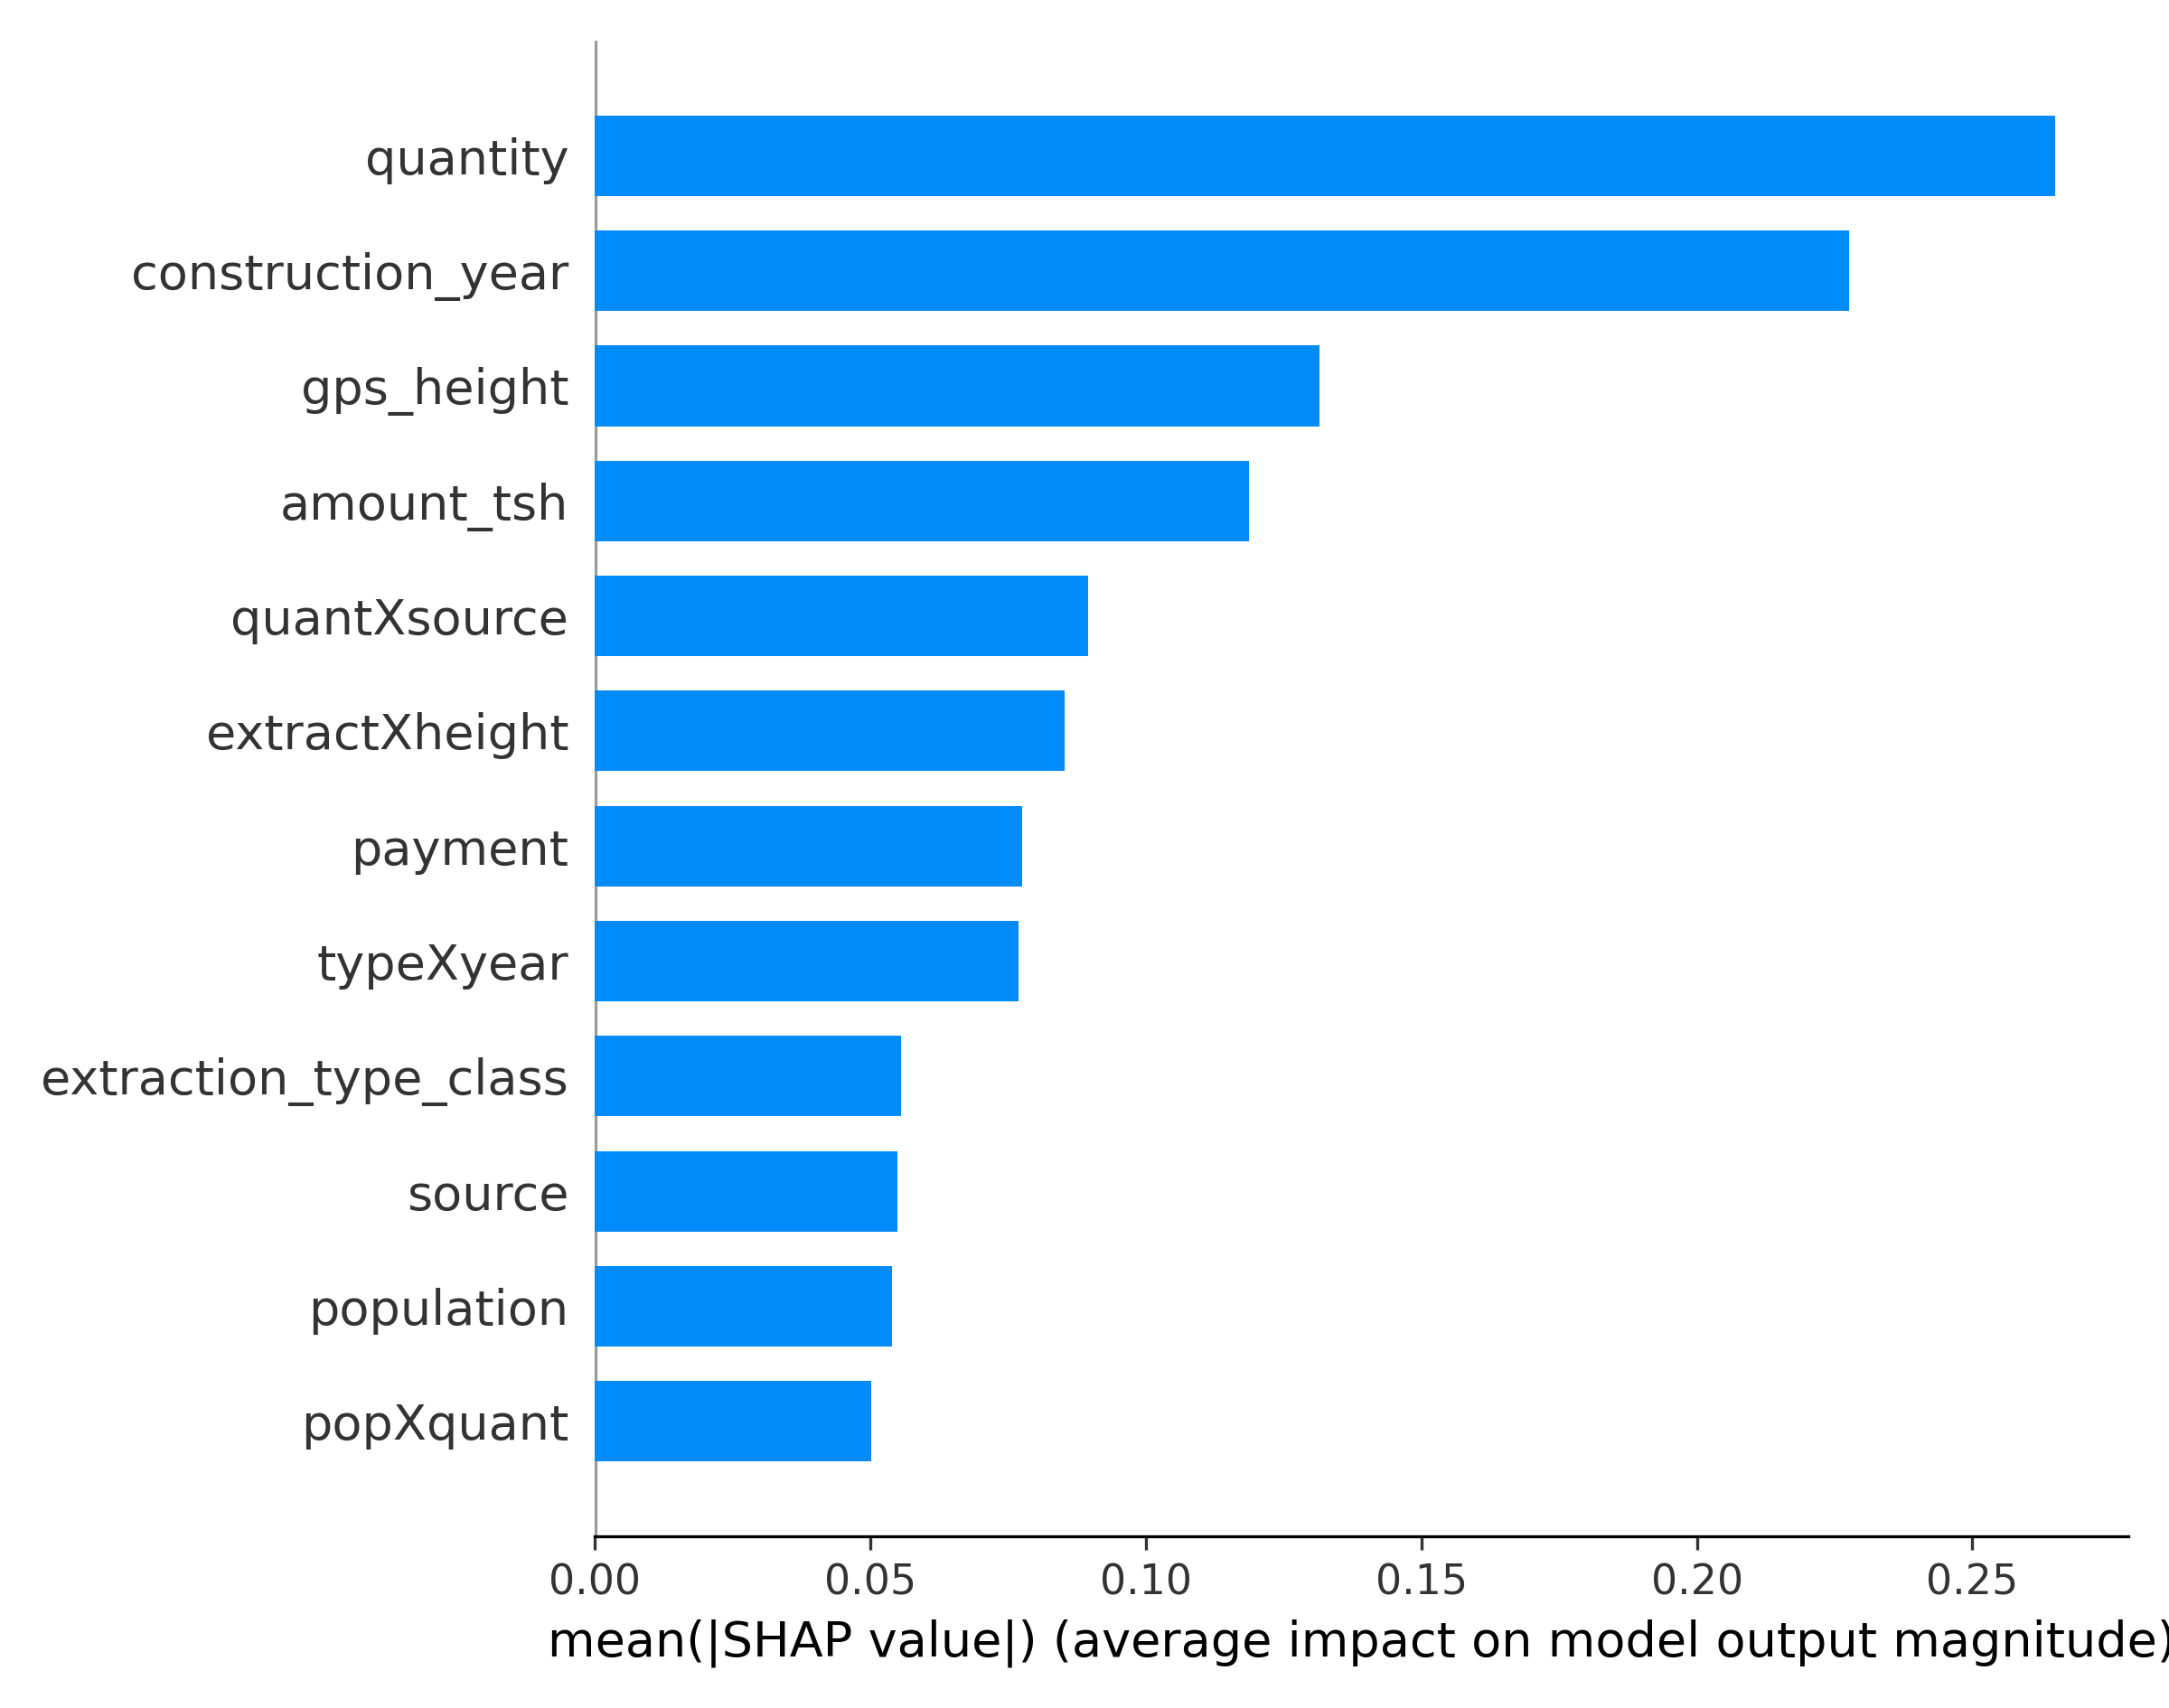 quantity
construction_year
gps_height
amount_tsh
quantXsource
extractXheight
payment
typeXyear
extraction_type_class
source
population
popXquant
0.00 0.05 0.10 0.15 0.20 0.25
mean(|SHAP value|) (average impact on model output magnitude)